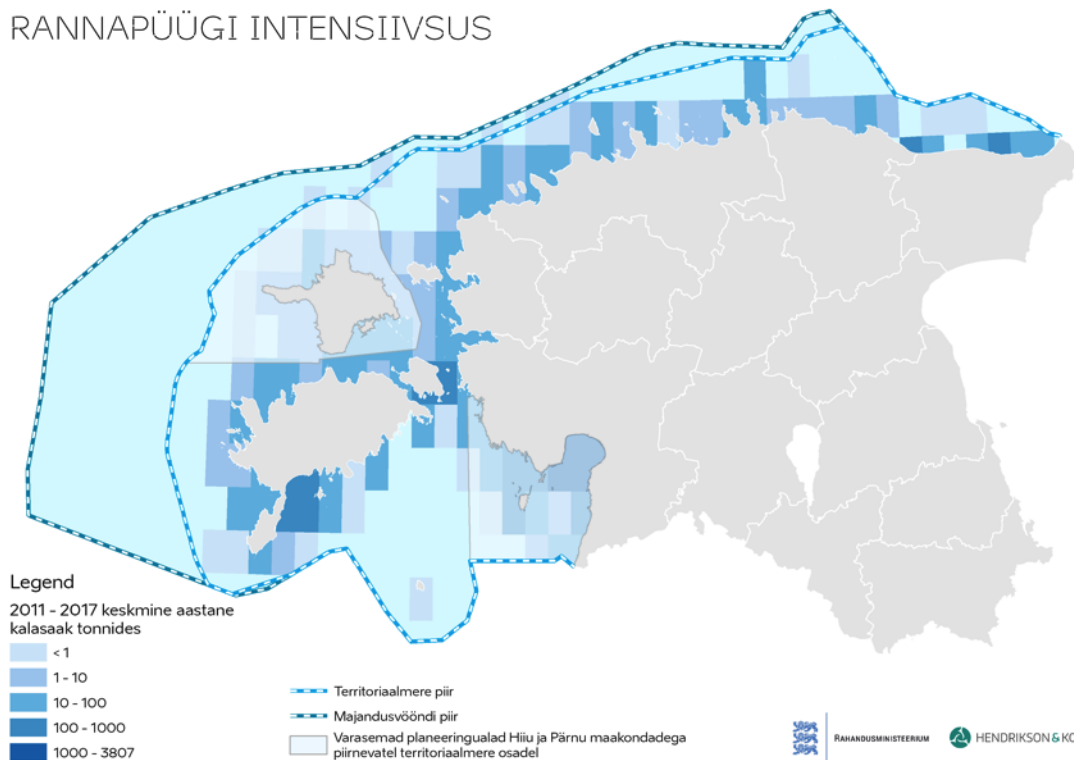 RANNAPÜÜGI INTENSIIVSUS
Legend
2011 - 2017 keskmine aastane
kalasaak tonnides
< 1
1 - 10
10 - 100
100 - 1000
1000 - 3807
Territoriaalmere piir
Majandusvööndi piir
Varasemad planeeringualad Hiiu ja Pärnu maakondadega
piirnevatel territoriaalmere osadel
RAHANDUSMINISTEERIUM
HENDRIKSON & KO